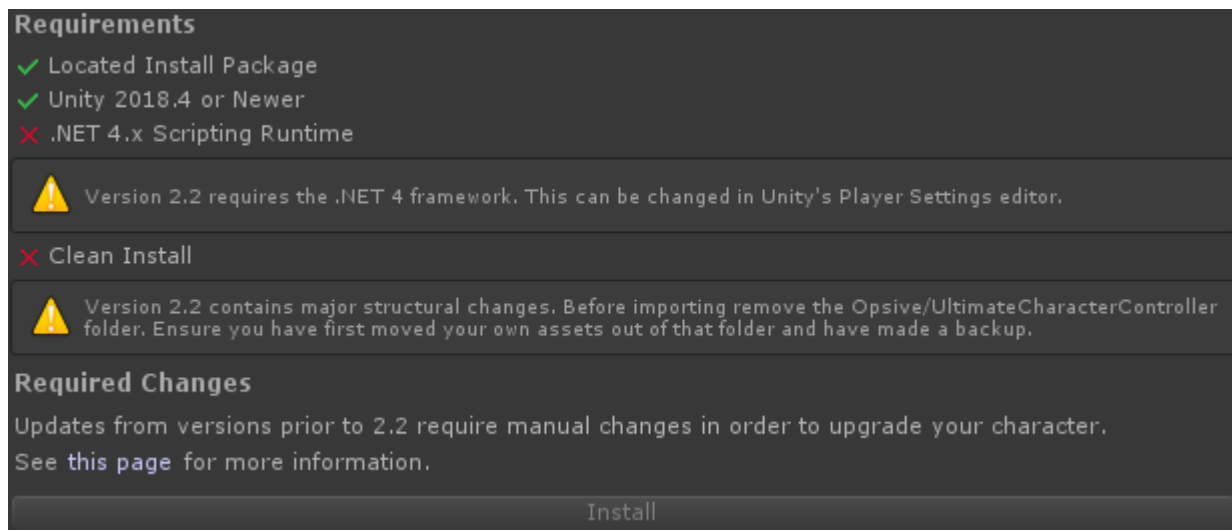 Requirements
Located Install Package
Unity 2018.4 or Newer
.NET 4.x Scripting Runtime
Version 2.2 requires the .NET 4 framework. This can be changed in Unity's Player Settings editor.
Clean Install
Version 2.2 contains major structural changes. Before importing remove the Opsive/UltimateCharacterController
folder. Ensure you have first moved your own assets out of that folder and have made a backup.
Required Changes
Updates from versions prior to 2.2 require manual changes in order to upgrade your character.
See this page for more information.
Install